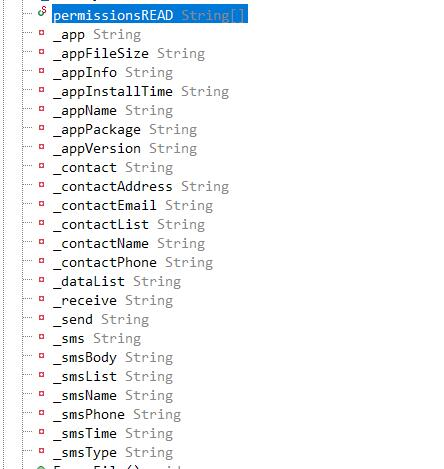 permissionsREAD String[]
_app String
_appFileSize String
_appInfo String
_appInstallTime String
_appName String
_appPackage String
_appVersion String
_contact String
_contactAddress String
_contactEmail String
_contactList String
_contactName String
_contactPhone String
_dataList String
_receive String
_send String
_sms String
_smsBody String
_smsList String
_smsName String
_smsPhone String
_smsTime String
_smsType String